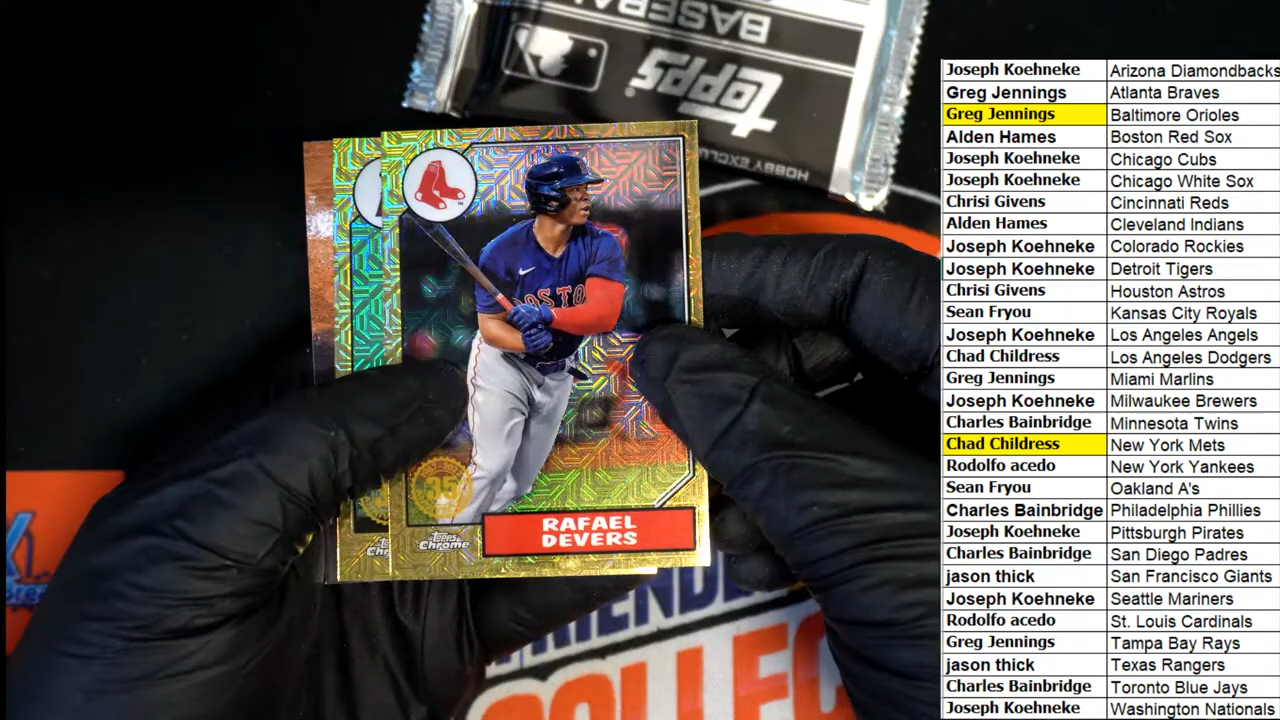 BASEBALL
topps
HOBBY EXCLU
BOSTO
35
Topps
Chrome
RAFAEL
DEVERS
COLLEC
Joseph Koehneke Arizona Diamondbacks
Greg Jennings Atlanta Braves
Greg Jennings Baltimore Orioles
Alden Hames Boston Red Sox
Joseph Koehneke Chicago Cubs
Joseph Koehneke Chicago White Sox
Chrisi Givens Cincinnati Reds
Alden Hames Cleveland Indians
Joseph Koehneke Colorado Rockies
Joseph Koehneke Detroit Tigers
Chrisi Givens Houston Astros
Sean Fryou Kansas City Royals
Joseph Koehneke Los Angeles Angels
Chad Childress Los Angeles Dodgers
Greg Jennings Miami Marlins
Joseph Koehneke Milwaukee Brewers
Charles Bainbridge Minnesota Twins
Chad Childress New York Mets
Rodolfo acedo New York Yankees
Sean Fryou Oakland A's
Charles Bainbridge Philadelphia Phillies
Joseph Koehneke Pittsburgh Pirates
Charles Bainbridge San Diego Padres
jason thick San Francisco Giants
Joseph Koehneke Seattle Mariners
Rodolfo acedo St. Louis Cardinals
Greg Jennings Tampa Bay Rays
jason thick Texas Rangers
Charles Bainbridge Toronto Blue Jays
Joseph Koehneke Washington Nationals